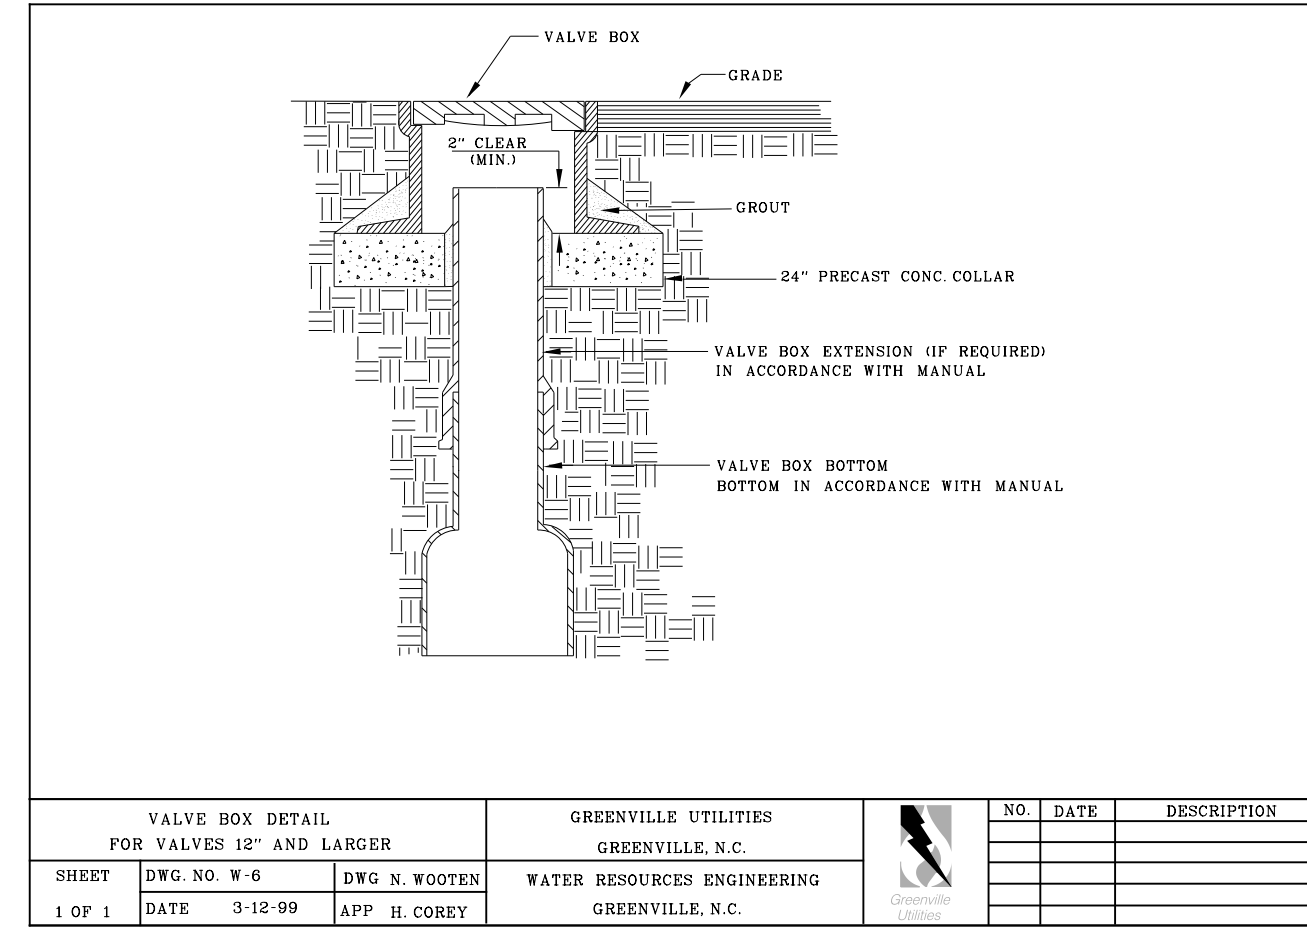 VALVE BOX
GRADE
2" CLEAR
(MIN.)
GROUT
24" PRECAST CONC. COLLAR
VALVE BOX EXTENSION (IF REQUIRED)
IN ACCORDANCE WITH MANUAL
VALVE BOX BOTTOM
BOTTOM IN ACCORDANCE WITH MANUAL
VALVE BOX DETAIL
FOR VALVES 12" AND LARGER
SHEET
1 OF 1
DWG. NO. W-6
DATE 3-12-99
DWG N. WOOTEN
APP H. COREY
GREENVILLE UTILITIES
GREENVILLE, N.C.
WATER RESOURCES ENGINEERING
GREENVILLE, N.C.
Greenville
Utilities
NO. DATE DESCRIPTION